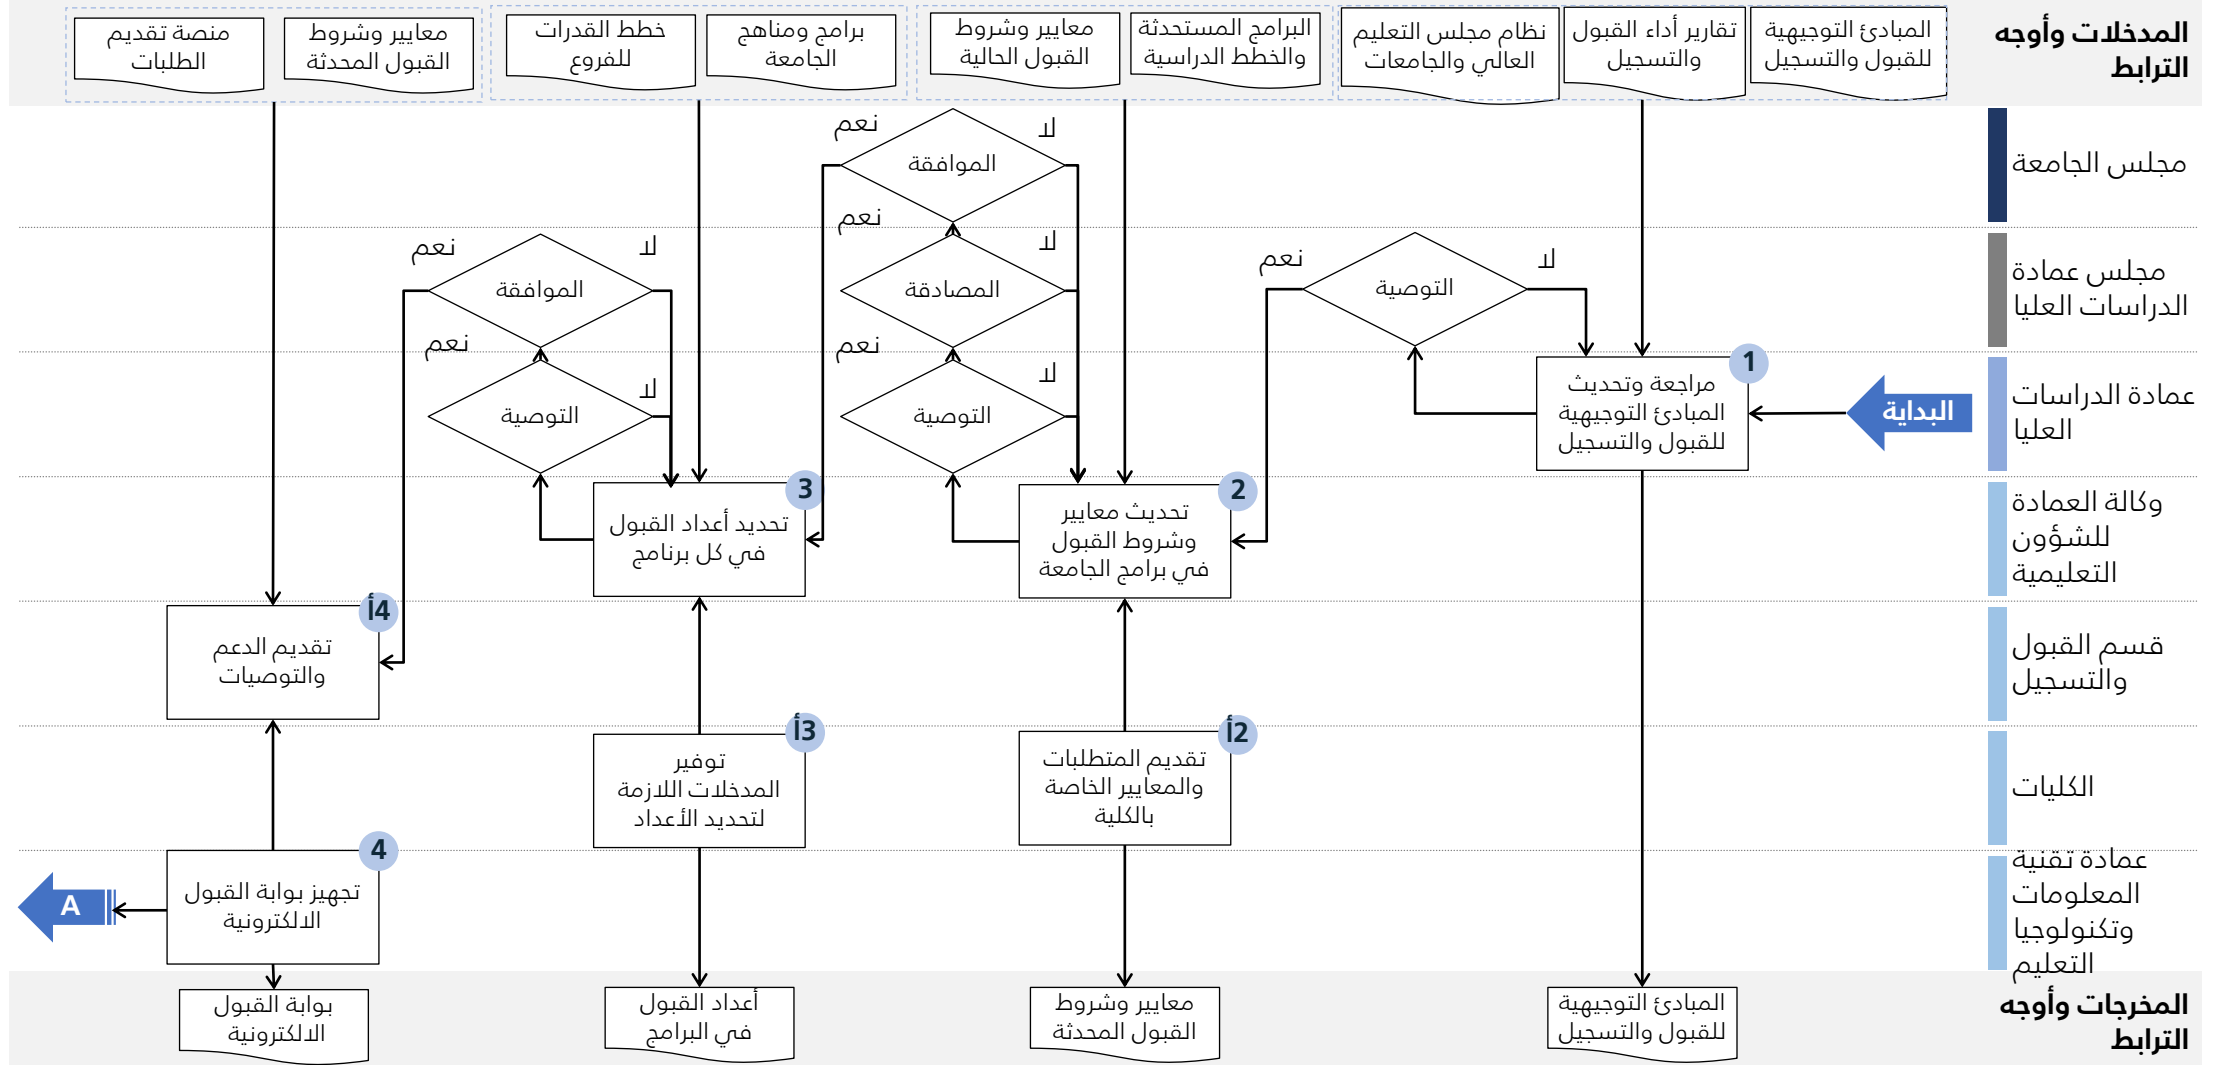 المدخلات وأوجه
الترابط
المبادئ التوجيهية
للقبول والتسجيل
تقارير أداء القبول
والتسجيل
نظام مجلس التعليم
العالي والجامعات
البرامج المستحدثة
والخطط الدراسية
معايير وشروط
القبول الحالية
برامج ومناهج
الجامعة
خطط القدرات
للفروع
معايير وشروط
القبول المحدثة
منصة تقديم
الطلبات
مجلس الجامعة
لا
الموافقة
نعم
مجلس عمادة
الدراسات العليا
لا
التوصية
نعم
لا
المصادقة
نعم
لا
الموافقة
نعم
عمادة الدراسات
العليا
البداية
1
مراجعة وتحديث
المبادئ التوجيهية
للقبول والتسجيل
لا
التوصية
نعم
لا
التوصية
نعم
وكالة العمادة
للشؤون
التعليمية
2
تحديث معايير
وشروط القبول
في برامج الجامعة
3
تحديد أعداد القبول
في كل برنامج
قسم القبول
والتسجيل
4أ
تقديم الدعم
والتوصيات
الكليات
2أ
تقديم المتطلبات
والمعايير الخاصة
بالكلية
3أ
توفير
المدخلات اللازمة
لتحديد الأعداد
عمادة تقنية
المعلومات
وتكنولوجيا
التعليم
4
تجهيز بوابة القبول
الالكترونية
A
المخرجات وأوجه
الترابط
المبادئ التوجيهية
للقبول والتسجيل
معايير وشروط
القبول المحدثة
أعداد القبول
في البرامج
بوابة القبول
الالكترونية